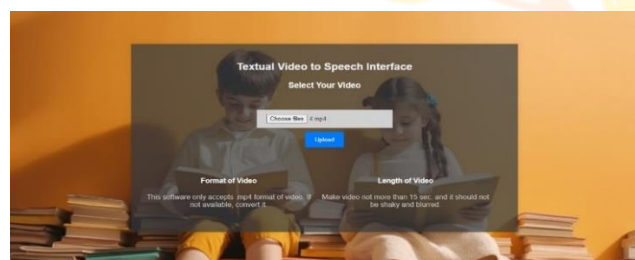 Textual Video to Speech Interface
Select Your Video
Choose files 4.mp4
Upload
Format of Video
This software only accepts .mp4 format of video. If
not available, convert it.
Length of Video
Make video not more than 15 sec. and it should not
be shaky and blurred.